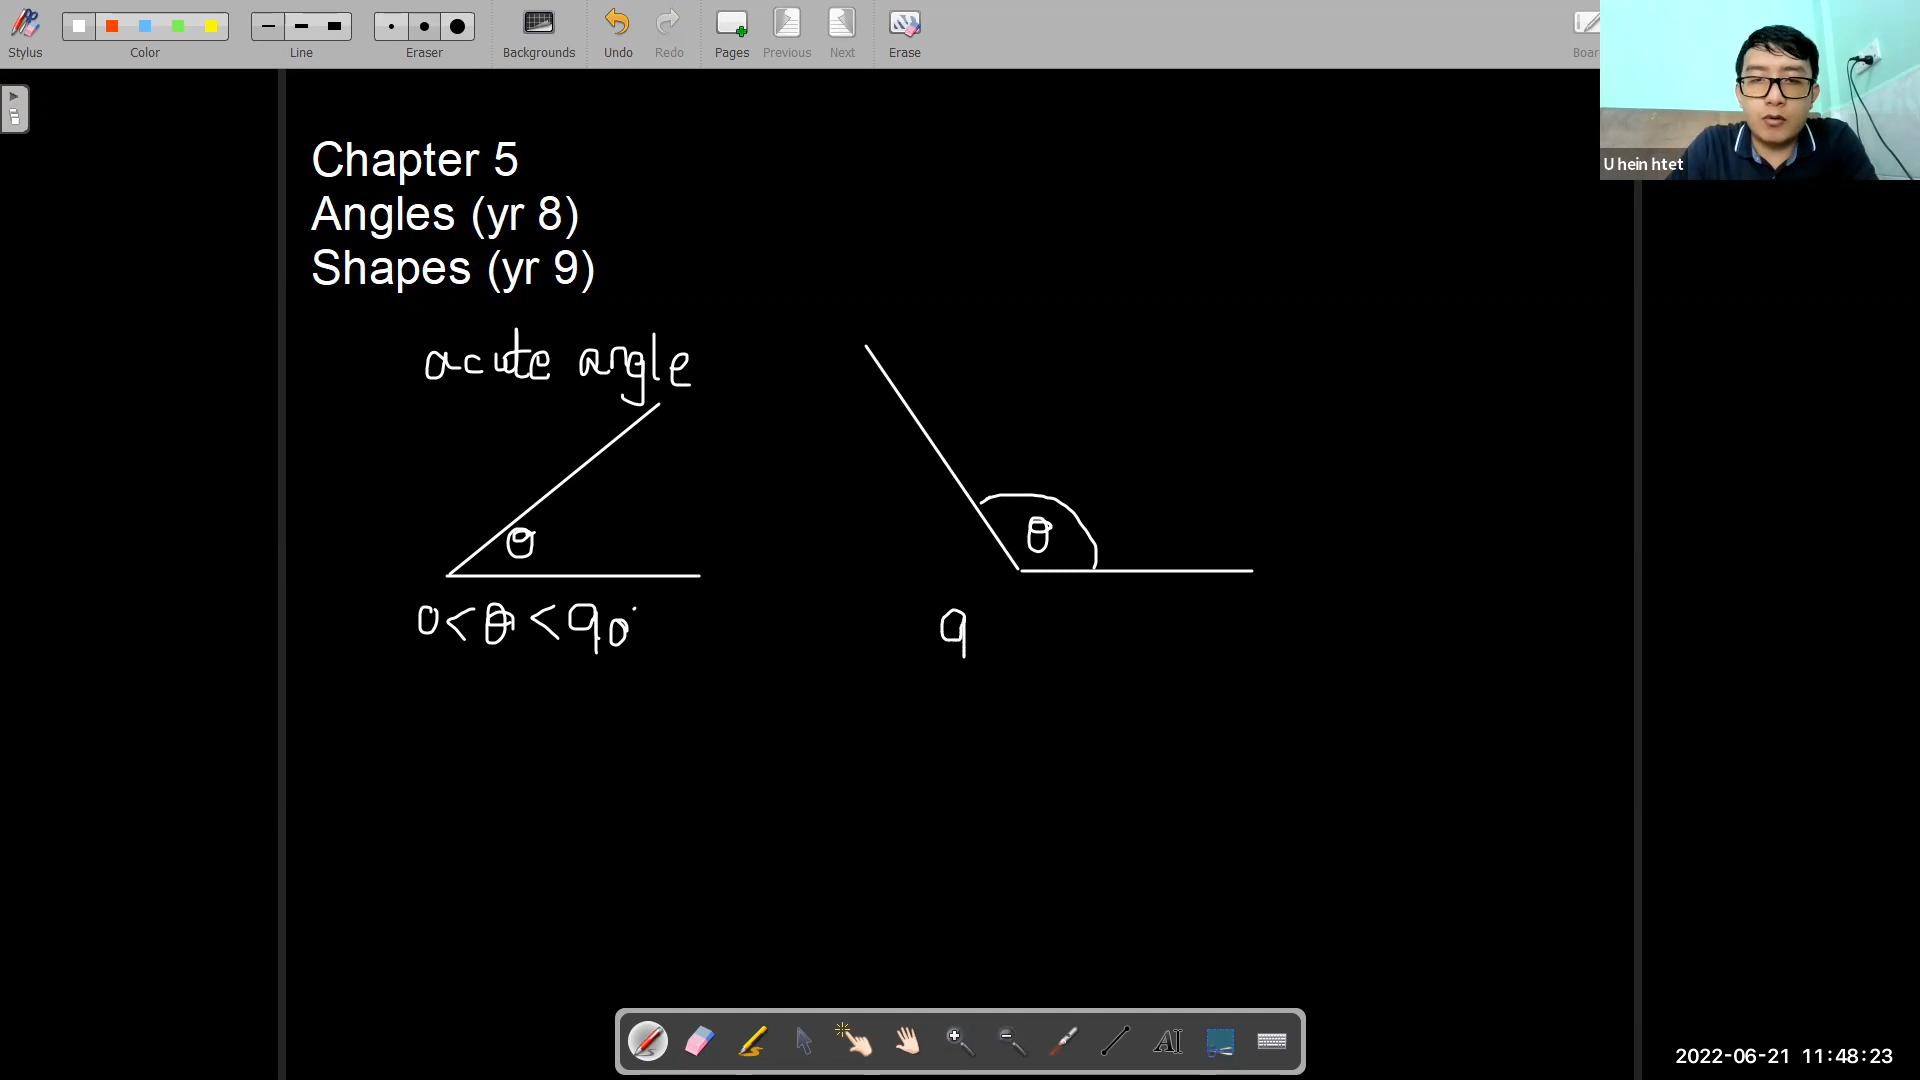 Stylus Color Line Eraser Backgrounds Undo Redo Pages Previous Next Erase Boar
U hein htet
Chapter 5
Angles (yr 8)
Shapes (yr 9)
acute angle
θ θ
0<θ<90° 9
2022-06-21 11:48:23